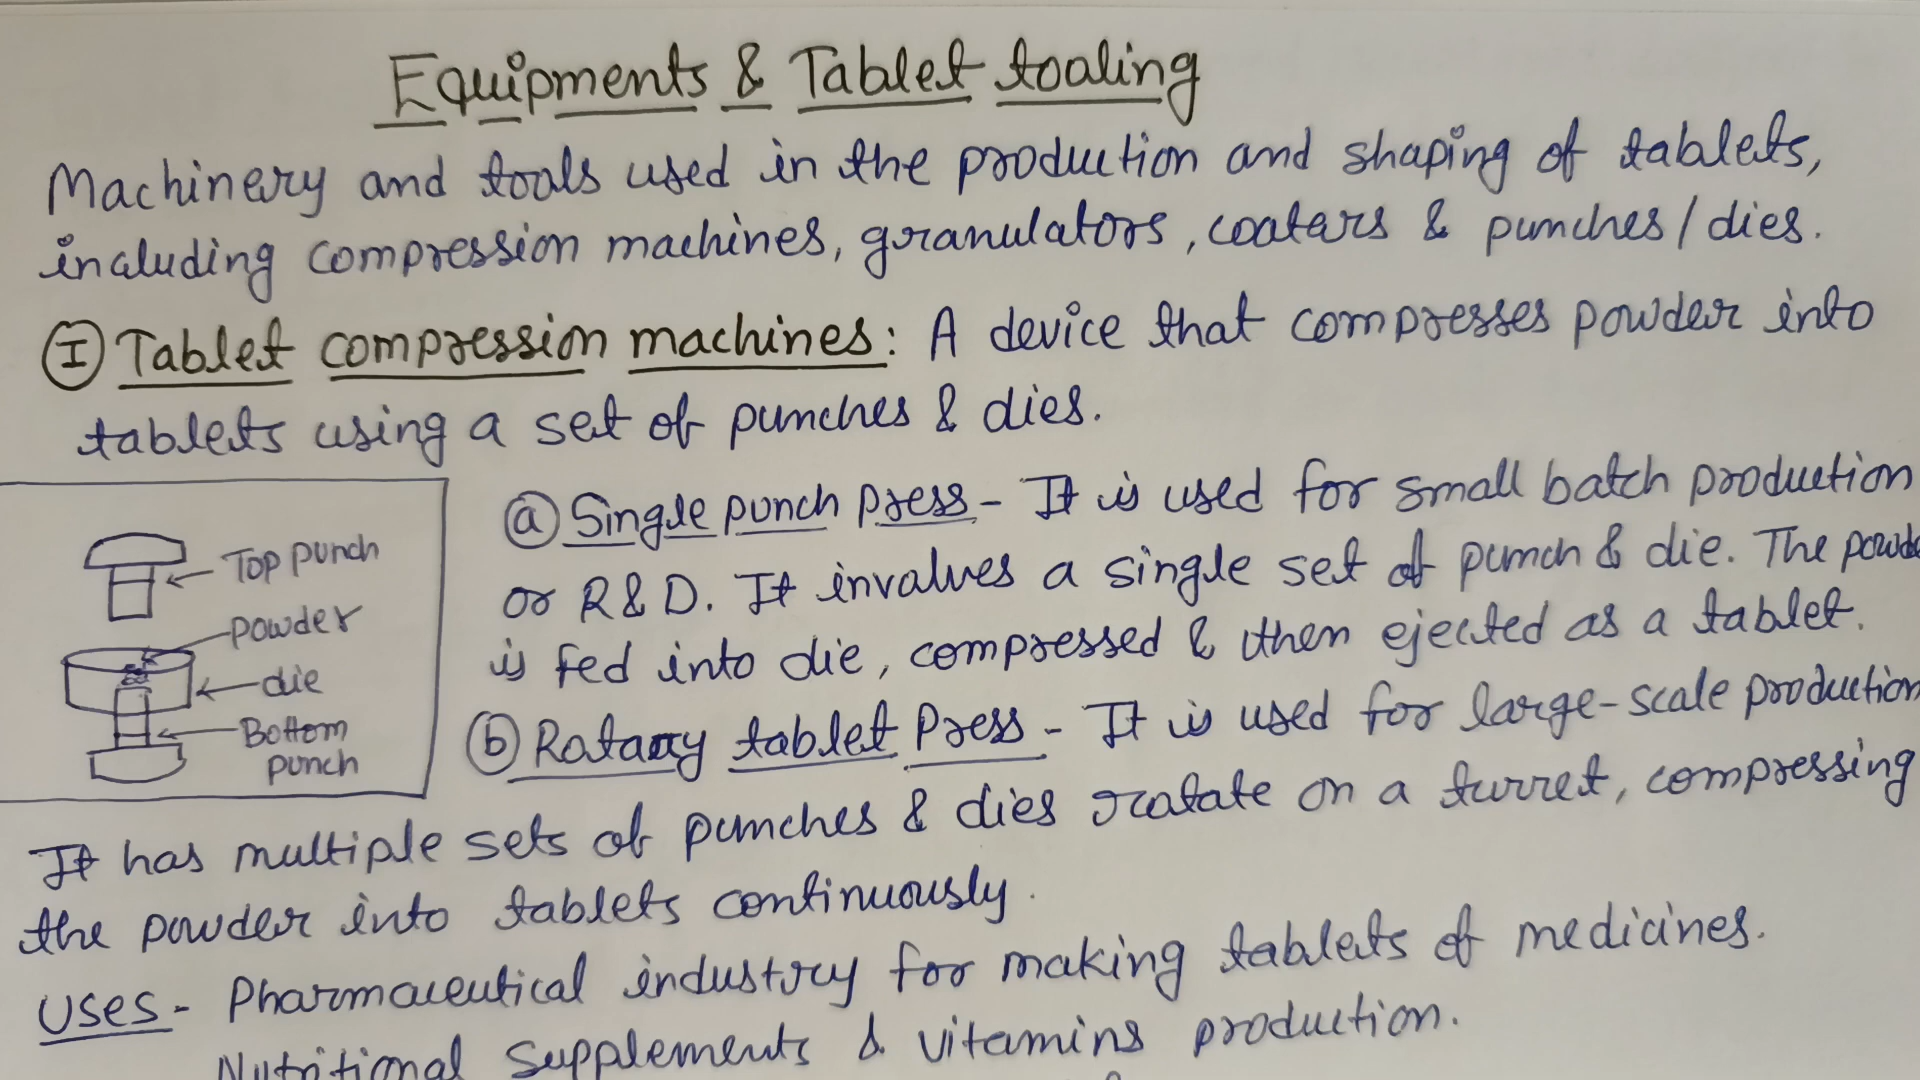 Equipments & Tablet tooling
Machinery and tools used in the production and shaping of tablets,
including compression machines, granulators, coaters & punches/dies.
I Tablet compression machines: A device that compresses powder into
tablets using a set of punches & dies.
a Single punch press - It is used for small batch production
or R&D. It involves a single set of punch & die. The powde
is fed into die, compressed & then ejected as a tablet.
Top punch
powder
die
Bottom
punch
b Rotary tablet Press - It is used for large-scale production
It has multiple sets of punches & dies rotate on a turret, compressing
the powder into tablets continuously.
Uses - Pharmaceutical industry for making tablets of medicines.
Nutritional supplements & vitamins production.